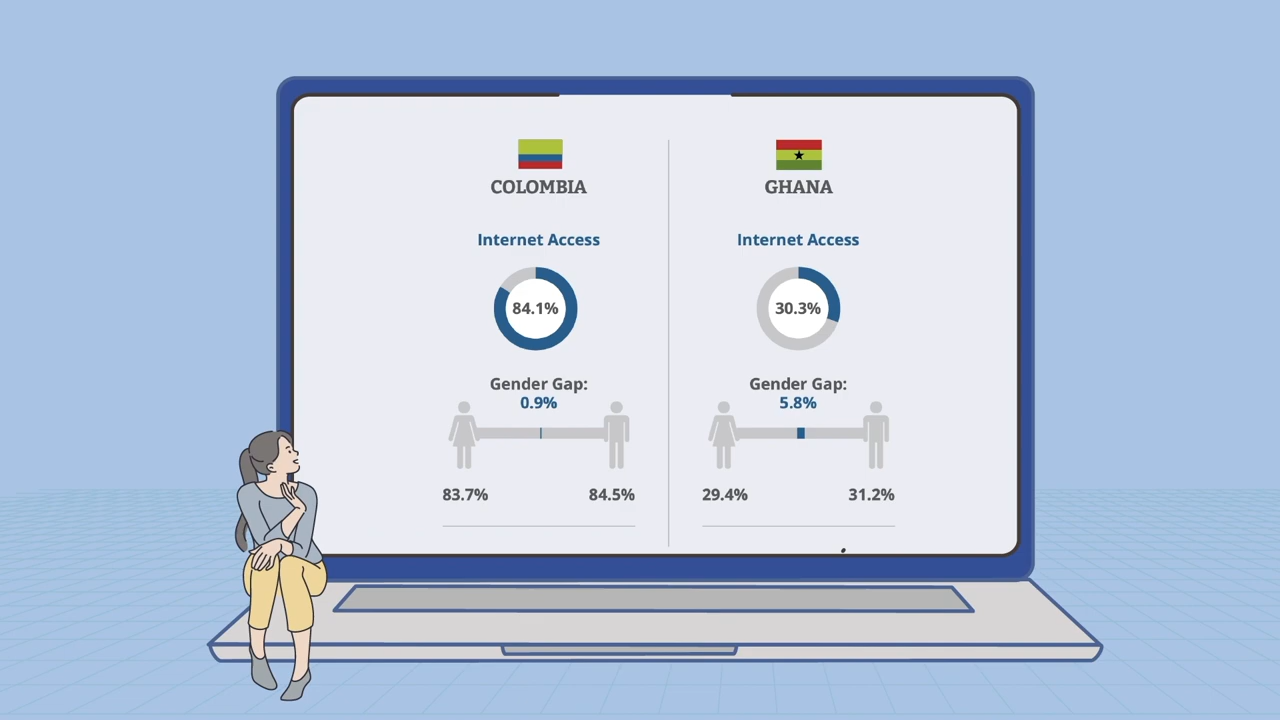 COLOMBIA
Internet Access
84.1%
Gender Gap:
0.9%
83.7% 84.5%
GHANA
Internet Access
30.3%
Gender Gap:
5.8%
29.4% 31.2%